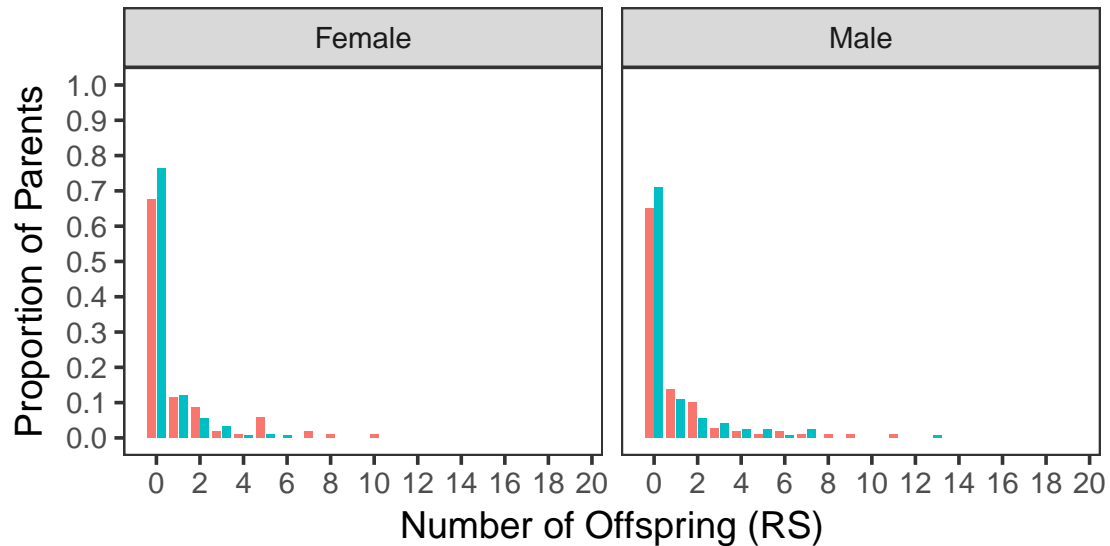 Female
Male
Proportion of Parents
1.0
0.9
0.8
0.7
0.6
0.5
0.4
0.3
0.2
0.1
0.0
0 2 4 6 8 10 12 14 16 18 20
0 2 4 6 8 10 12 14 16 18 20
Number of Offspring (RS)